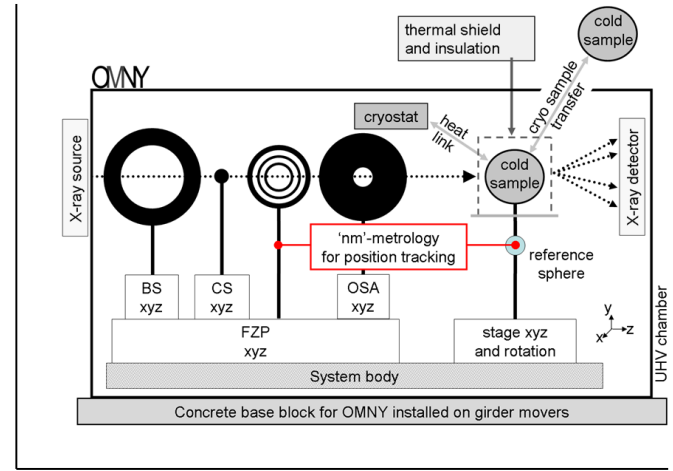 thermal shield
and insulation
cold
sample
OMNY
cryostat
heat
link
cryo sample
transfer
X-ray source
cold
sample
X-ray detector
'nm'-metrology
for position tracking
reference
sphere
BS
xyz
CS
xyz
OSA
xyz
FZP
xyz
stage xyz
and rotation
y
x
z
UHV chamber
System body
Concrete base block for OMNY installed on girder movers